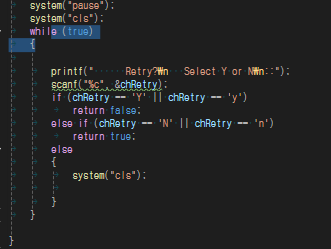 system("pause");
system("cls");
while (true)
{
printf(" Retry?₩n Select Y or N₩n::");
scanf("%c", &chRetry);
if (chRetry == 'Y' || chRetry == 'y')
return false;
else if (chRetry == 'N' || chRetry == 'n')
return true;
else
{
system("cls");
}
}
}